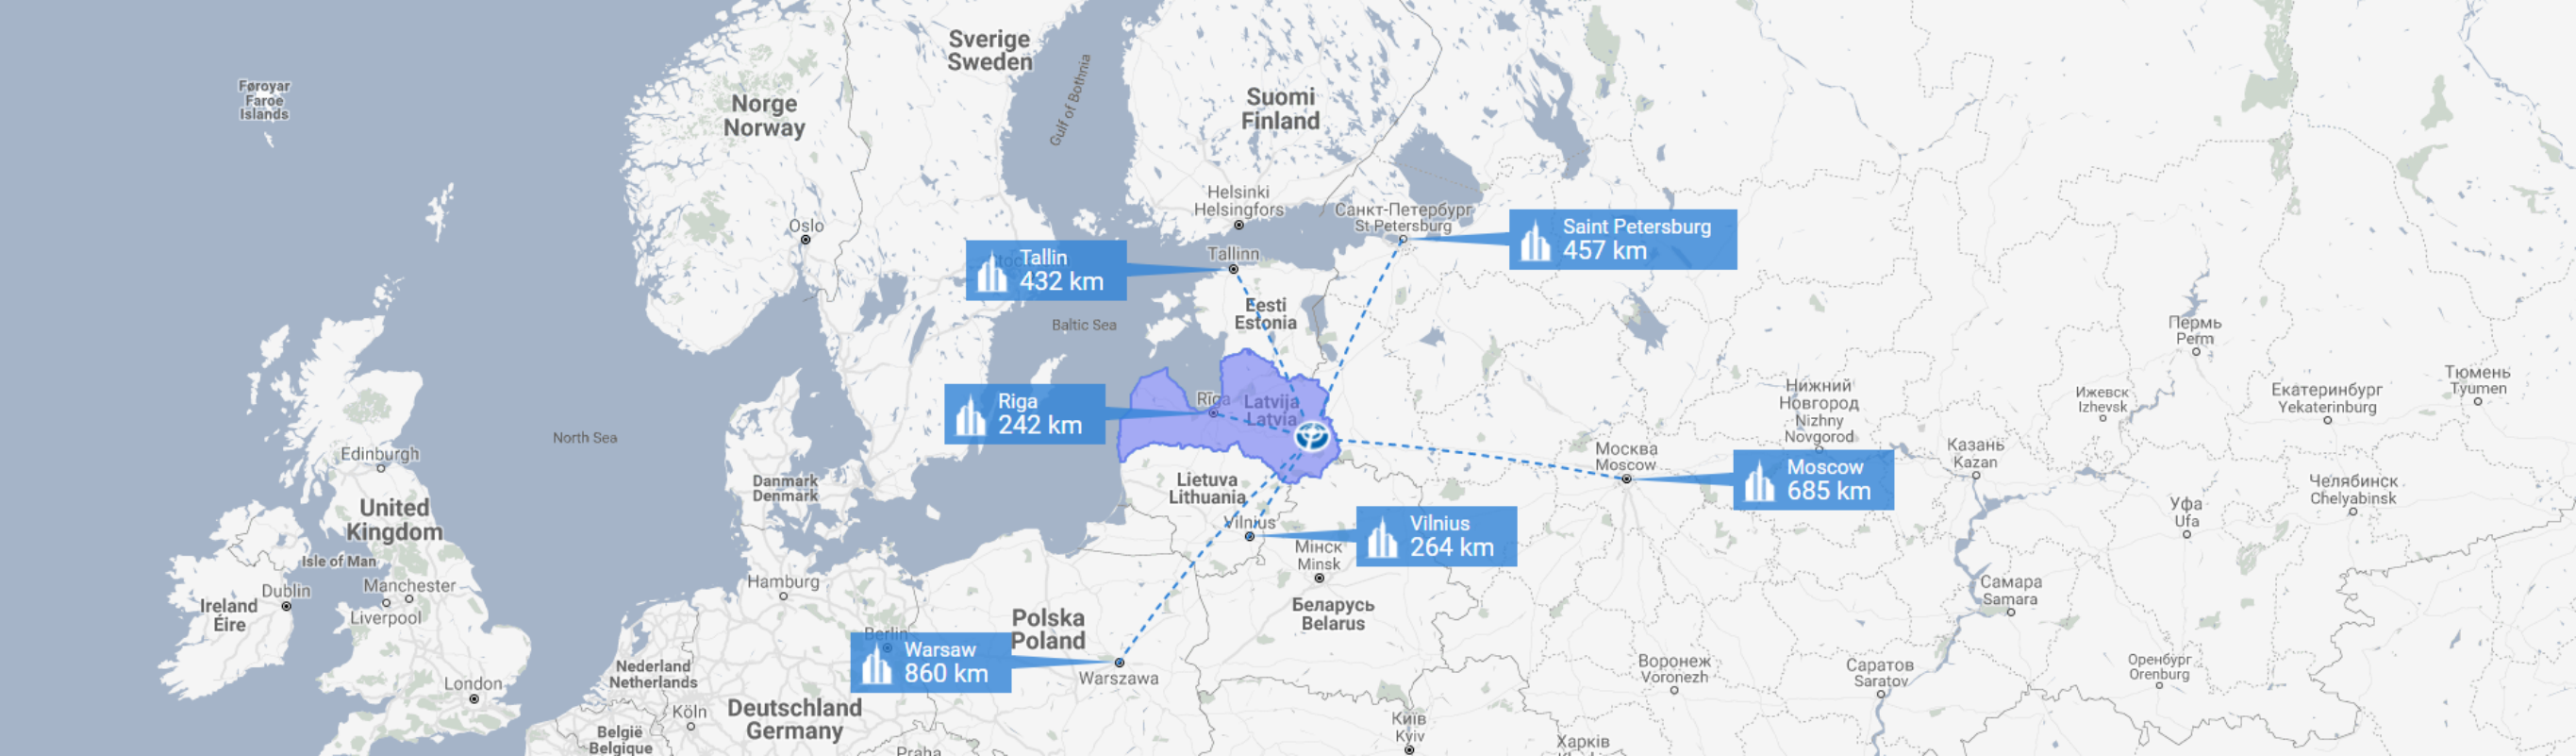 Føroyar
Faroe
Islands
Sverige
Sweden
Norge
Norway
Gulf of Bothnia
Suomi
Finland
Helsinki
Helsingfors
Санкт-Петербург
St Petersburg
Saint Petersburg
457 km
Oslo
Tallin
432 km
Tallinn
Eesti
Estonia
Baltic Sea
Пермь
Perm
Тюмень
Tyumen
Екатеринбург
Yekaterinburg
Ижевск
Izhevsk
Нижний
Новгород
Nizhny
Novgorod
Riga
242 km
Rīga
Latvija
Latvia
North Sea
Edinburgh
Москва
Moscow
Moscow
685 km
Казань
Kazan
Челябинск
Chelyabinsk
Уфа
Ufa
Danmark
Denmark
Lietuva
Lithuania
Vilnius
Vilnius
264 km
United
Kingdom
Isle of Man
Dublin
Manchester
Liverpool
Ireland
Éire
Hamburg
Мінск
Minsk
Беларусь
Belarus
Самара
Samara
Polska
Poland
Berlin
Warsaw
860 km
Warszawa
Nederland
Netherlands
London
Воронеж
Voronezh
Саратов
Saratov
Оренбург
Orenburg
Deutschland
Germany
Köln
België
Belgique
Praha
Київ
Kyiv
Харків